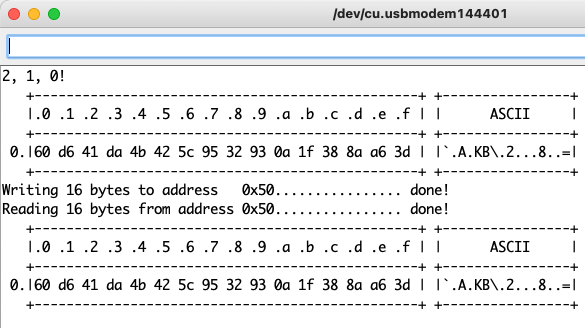 /dev/cu.usbmodem144401
2, 1, 0!
   +-----------------------------------------------+ +----------------+
   |.0 .1 .2 .3 .4 .5 .6 .7 .8 .9 .a .b .c .d .e .f | |      ASCII     |
   +-----------------------------------------------+ +----------------+
 0.|60 d6 41 da 4b 42 5c 95 32 93 0a 1f 38 8a a6 3d | |`.A.KB\.2...8..=|
Writing 16 bytes to address   0x50................ done!
Reading 16 bytes from address 0x50................ done!
   +-----------------------------------------------+ +----------------+
   |.0 .1 .2 .3 .4 .5 .6 .7 .8 .9 .a .b .c .d .e .f | |      ASCII     |
   +-----------------------------------------------+ +----------------+
 0.|60 d6 41 da 4b 42 5c 95 32 93 0a 1f 38 8a a6 3d | |`.A.KB\.2...8..=|
   +-----------------------------------------------+ +----------------+